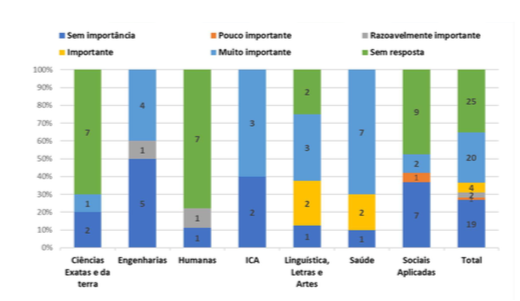 Sem importância
Pouco importante
Razoavelmente importante
Importante
Muito importante
Sem resposta
100%
90%
80%
70%
60%
50%
40%
30%
20%
10%
0%
7
1
2
4
1
5
7
1
1
3
2
2
3
2
1
7
2
1
9
2
1
7
25
20
4
2
19
Ciências
Exatas e da
terra
Engenharias
Humanas
ICA
Linguística,
Letras e
Artes
Saúde
Sociais
Aplicadas
Total